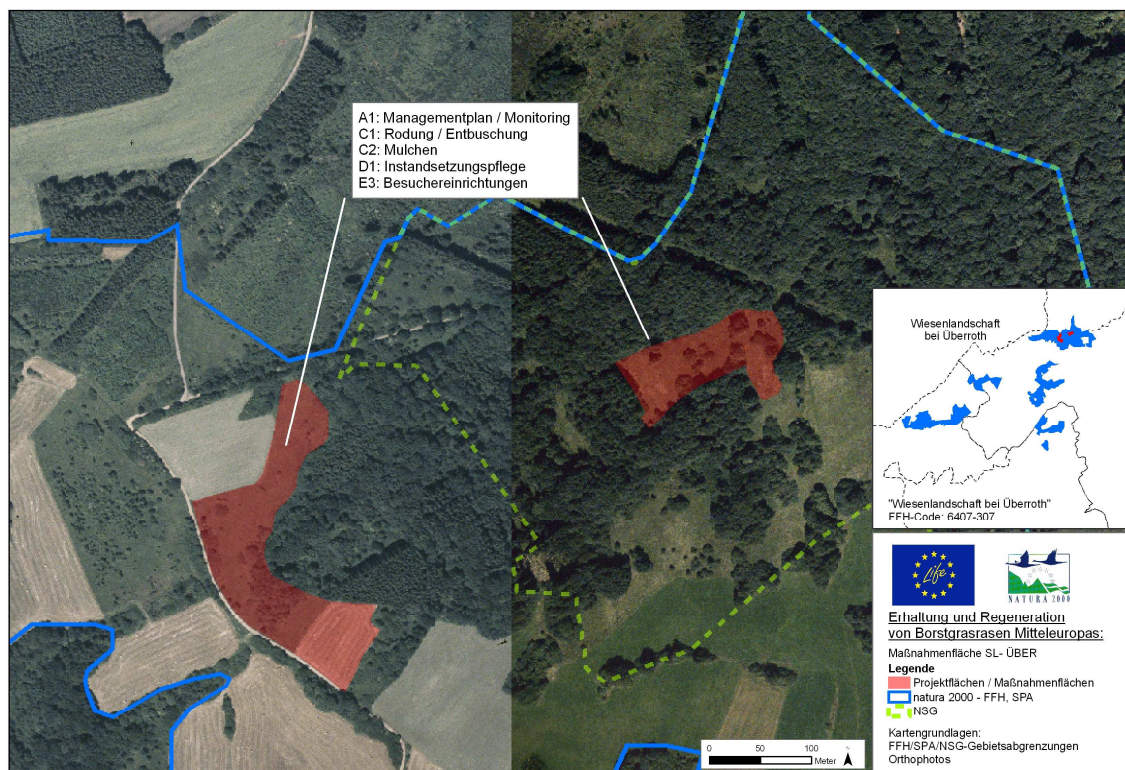 A1: Managementplan / Monitoring
C1: Rodung / Entbuschung
C2: Mulchen
D1: Instandsetzungspflege
E3: Besuchereinrichtungen
Wiesenlandschaft
bei Überroth
"Wiesenlandschaft bei Überroth"
FFH-Code: 6407-307
Life
NATURA 2000
Erhaltung und Regeneration
von Borstgrasrasen Mitteleuropas:
Maßnahmenfläche SL- ÜBER
Legende
Projektflächen / Maßnahmenflächen
natura 2000 - FFH, SPA
NSG
Kartengrundlagen:
FFH/SPA/NSG-Gebietsabgrenzungen
Orthophotos
0 50 100
Meter